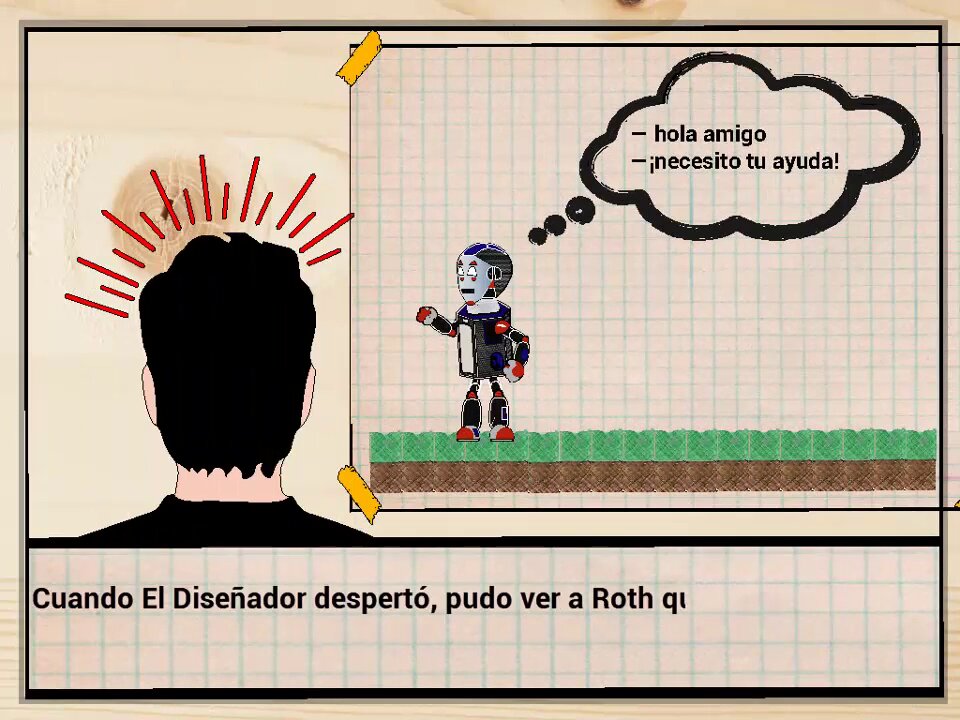 – hola amigo
–¡necesito tu ayuda!
Cuando El Diseñador despertó, pudo ver a Roth